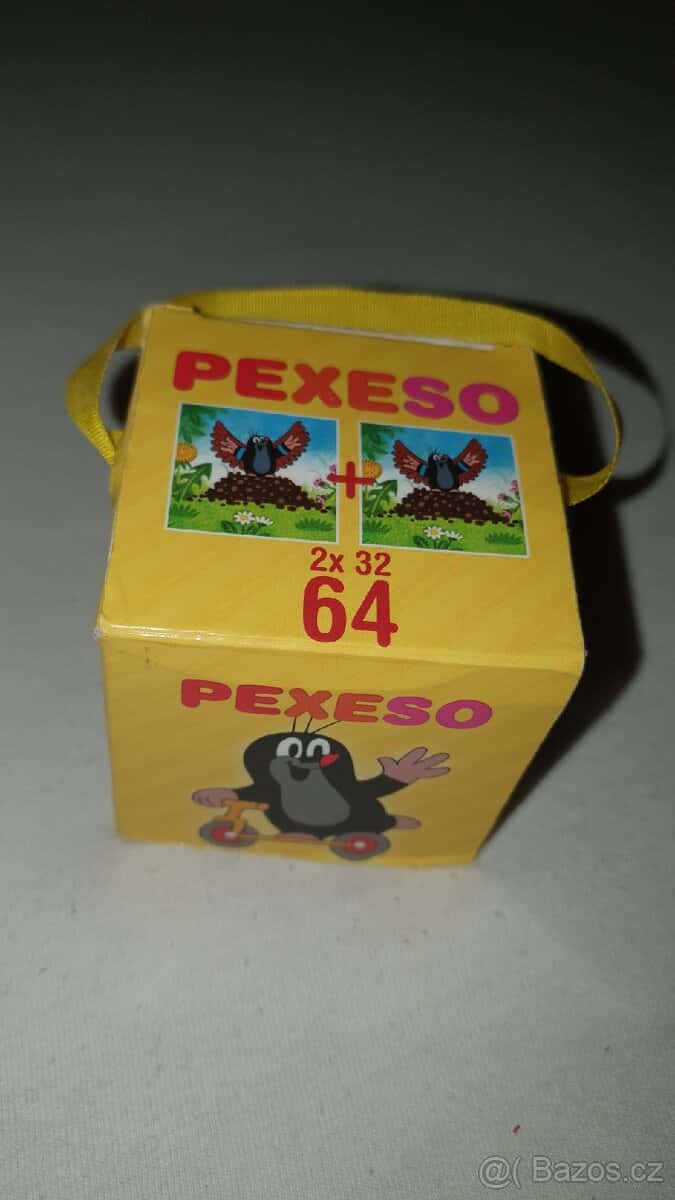 PEXESO
+
2x 32
64
PEXESO
@( Bazos.cz